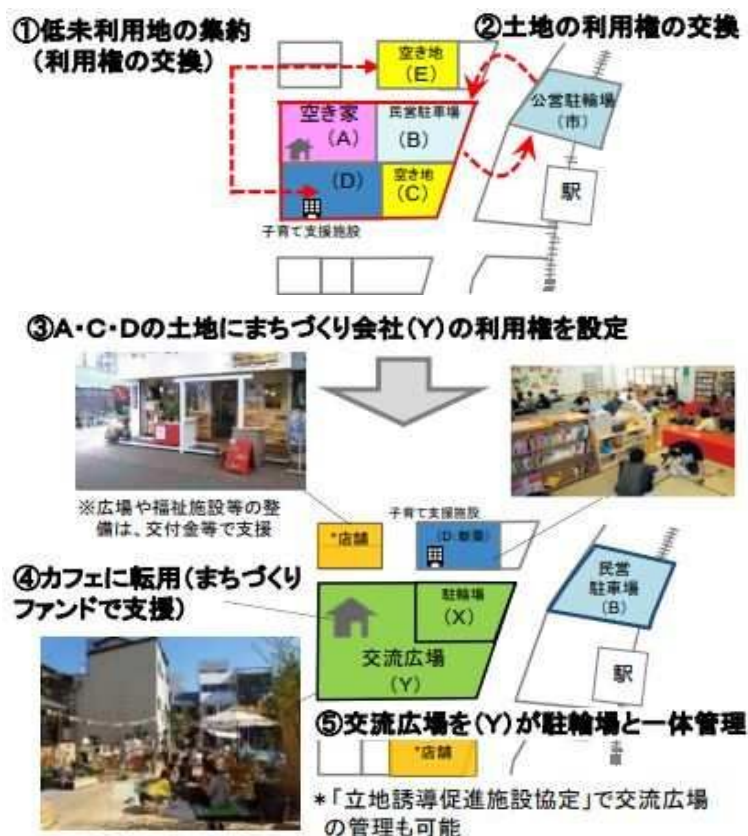 ①低未利用地の集約
（利用権の交換）
②土地の利用権の交換
空き地
（E）
公営駐輪場
（市）
空き家
（A）
民営駐車場
（B）
（D）
空き地
（C）
駅
子育て支援施設
③A・C・Dの土地にまちづくり会社（Y）の利用権を設定
※広場や福祉施設等の整
備は、交付金等で支援
子育て支援施設
*店舗
④カフェに転用（まちづくり
ファンドで支援）
民営
駐車場
（B）
駐輪場
（X）
交流広場
（Y）
駅
⑤交流広場を（Y）が駐輪場と一体管理
*店舗
*「立地誘導促進施設協定」で交流広場
の管理も可能